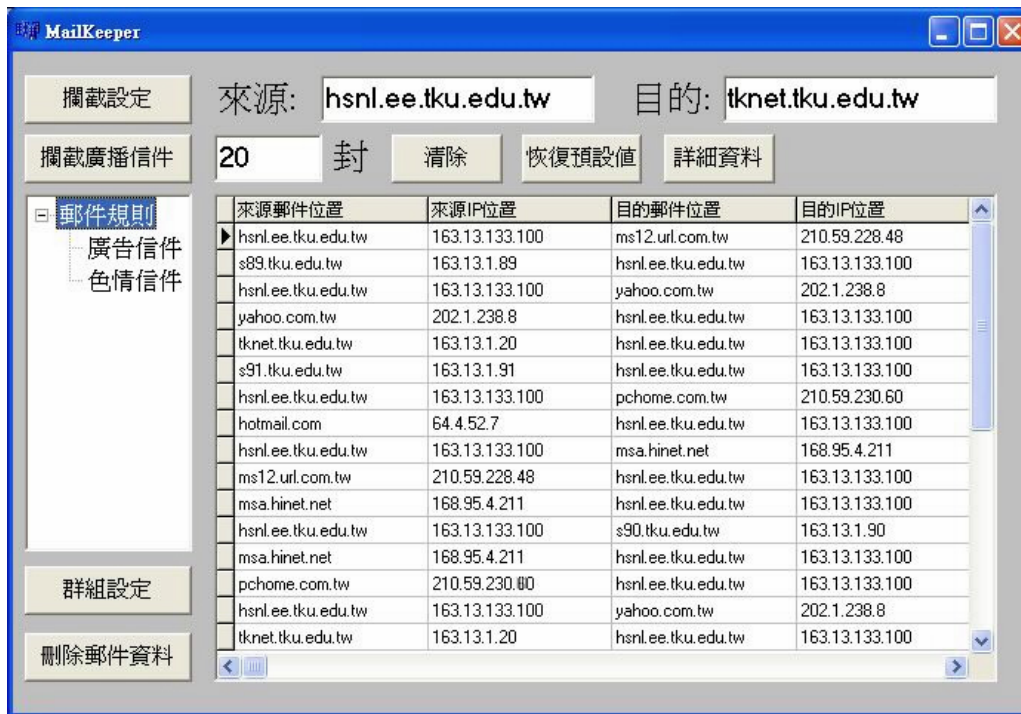 MailKeeper
攔截設定
來源: hsnl.ee.tku.edu.tw 目的: tknet.tku.edu.tw
攔截廣播信件
20 封 清除 恢復預設值 詳細資料
郵件規則
廣告信件
色情信件
來源郵件位置 來源IP位置 目的郵件位置 目的IP位置
hsnl.ee.tku.edu.tw 163.13.133.100 ms12.url.com.tw 210.59.228.48
s89.tku.edu.tw 163.13.1.89 hsnl.ee.tku.edu.tw 163.13.133.100
hsnl.ee.tku.edu.tw 163.13.133.100 yahoo.com.tw 202.1.238.8
yahoo.com.tw 202.1.238.8 hsnl.ee.tku.edu.tw 163.13.133.100
tknet.tku.edu.tw 163.13.1.20 hsnl.ee.tku.edu.tw 163.13.133.100
s91.tku.edu.tw 163.13.1.91 hsnl.ee.tku.edu.tw 163.13.133.100
hsnl.ee.tku.edu.tw 163.13.133.100 pchome.com.tw 210.59.230.60
hotmail.com 64.4.52.7 hsnl.ee.tku.edu.tw 163.13.133.100
hsnl.ee.tku.edu.tw 163.13.133.100 msa.hinet.net 168.95.4.211
ms12.url.com.tw 210.59.228.48 hsnl.ee.tku.edu.tw 163.13.133.100
msa.hinet.net 168.95.4.211 hsnl.ee.tku.edu.tw 163.13.133.100
hsnl.ee.tku.edu.tw 163.13.133.100 s90.tku.edu.tw 163.13.1.90
msa.hinet.net 168.95.4.211 hsnl.ee.tku.edu.tw 163.13.133.100
pchome.com.tw 210.59.230.60 hsnl.ee.tku.edu.tw 163.13.133.100
hsnl.ee.tku.edu.tw 163.13.133.100 yahoo.com.tw 202.1.238.8
tknet.tku.edu.tw 163.13.1.20 hsnl.ee.tku.edu.tw 163.13.133.100
群組設定
刪除郵件資料